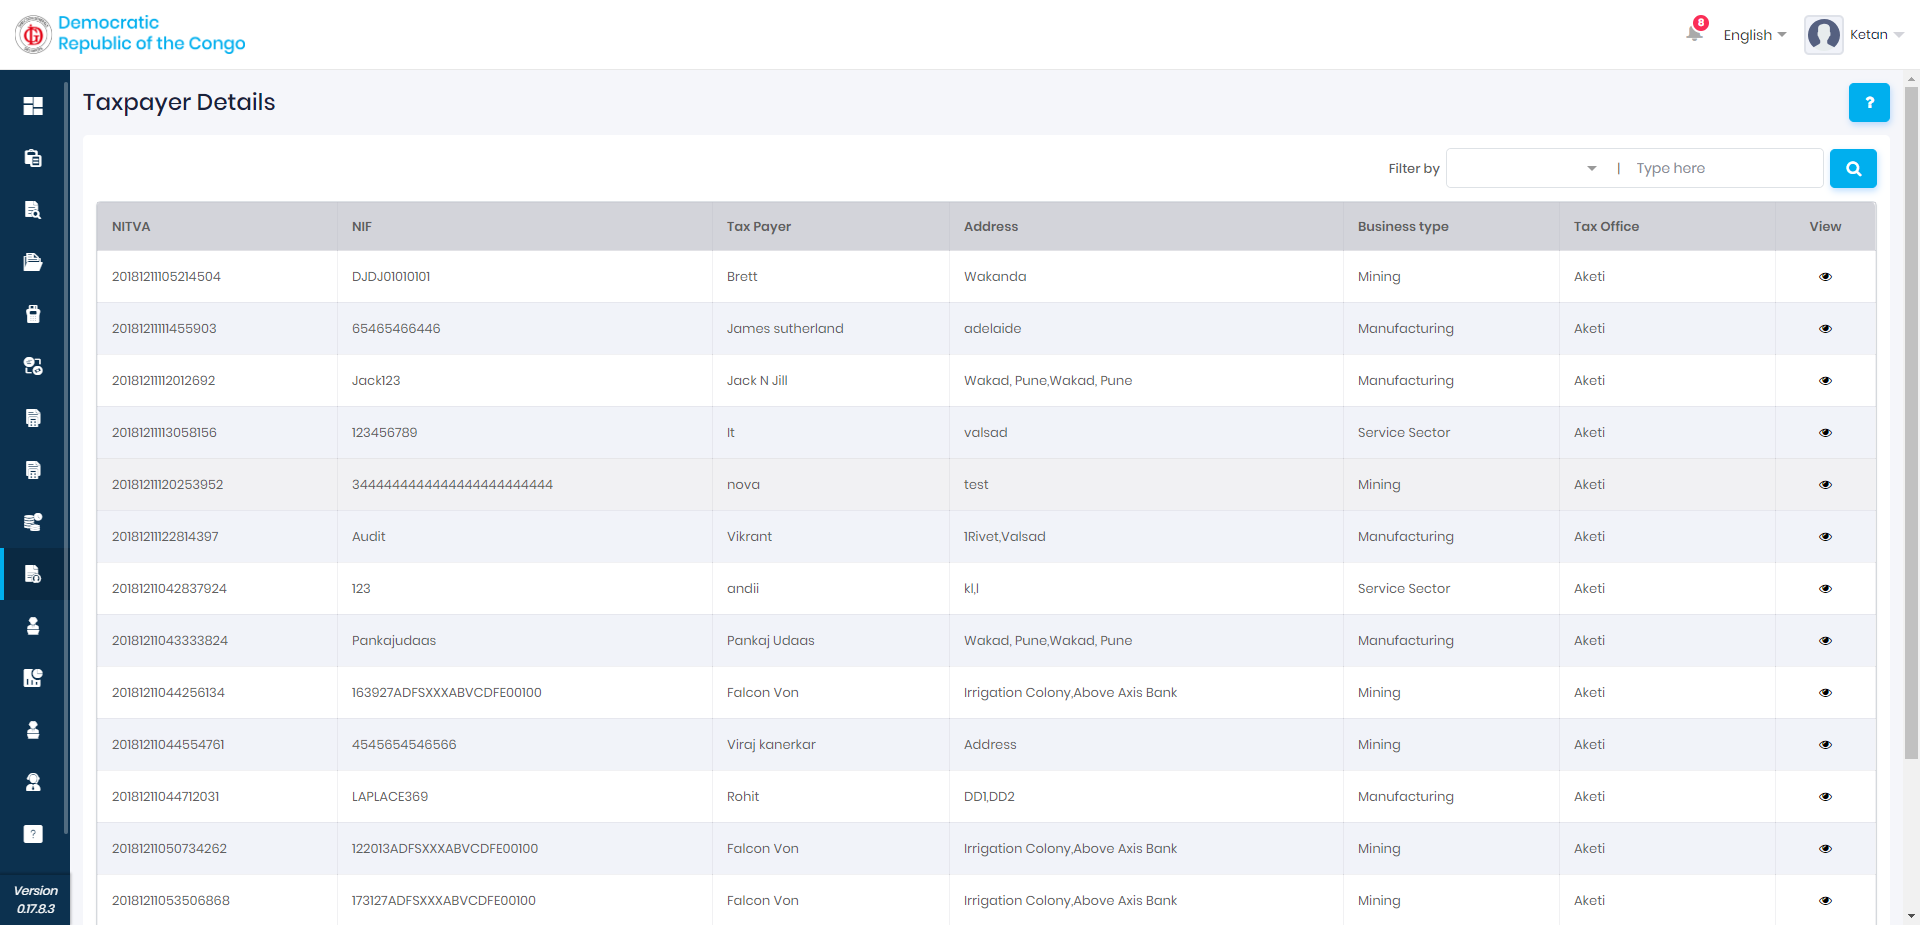 Democratic
Republic of the Congo
8
English
Ketan
Taxpayer Details
?
Filter by | Type here
NITVA NIF Tax Payer Address Business type Tax Office View
20181211105214504 DJDJ01010101 Brett Wakanda Mining Aketi
20181211111455903 65465466446 James sutherland adelaide Manufacturing Aketi
20181211112012692 Jack123 Jack N Jill Wakad, Pune,Wakad, Pune Manufacturing Aketi
20181211113058156 123456789 It valsad Service Sector Aketi
20181211120253952 nova test Mining Aketi
20181211122814397 Audit Vikrant 1Rivet,Valsad Manufacturing Aketi
20181211042837924 123 andii kl,l Service Sector Aketi
20181211043333824 Pankajudaas Pankaj Udaas Wakad, Pune,Wakad, Pune Manufacturing Aketi
20181211044256134 163927ADFSXXXABVCDFE00100 Falcon Von Irrigation Colony,Above Axis Bank Mining Aketi
20181211044554761 4545654546566 Viraj kanerkar Address Mining Aketi
20181211044712031 LAPLACE369 Rohit DD1,DD2 Manufacturing Aketi
20181211050734262 122013ADFSXXXABVCDFE00100 Falcon Von Irrigation Colony,Above Axis Bank Mining Aketi
20181211053506868 173127ADFSXXXABVCDFE00100 Falcon Von Irrigation Colony,Above Axis Bank Mining Aketi
?
Version
0.17.8.3